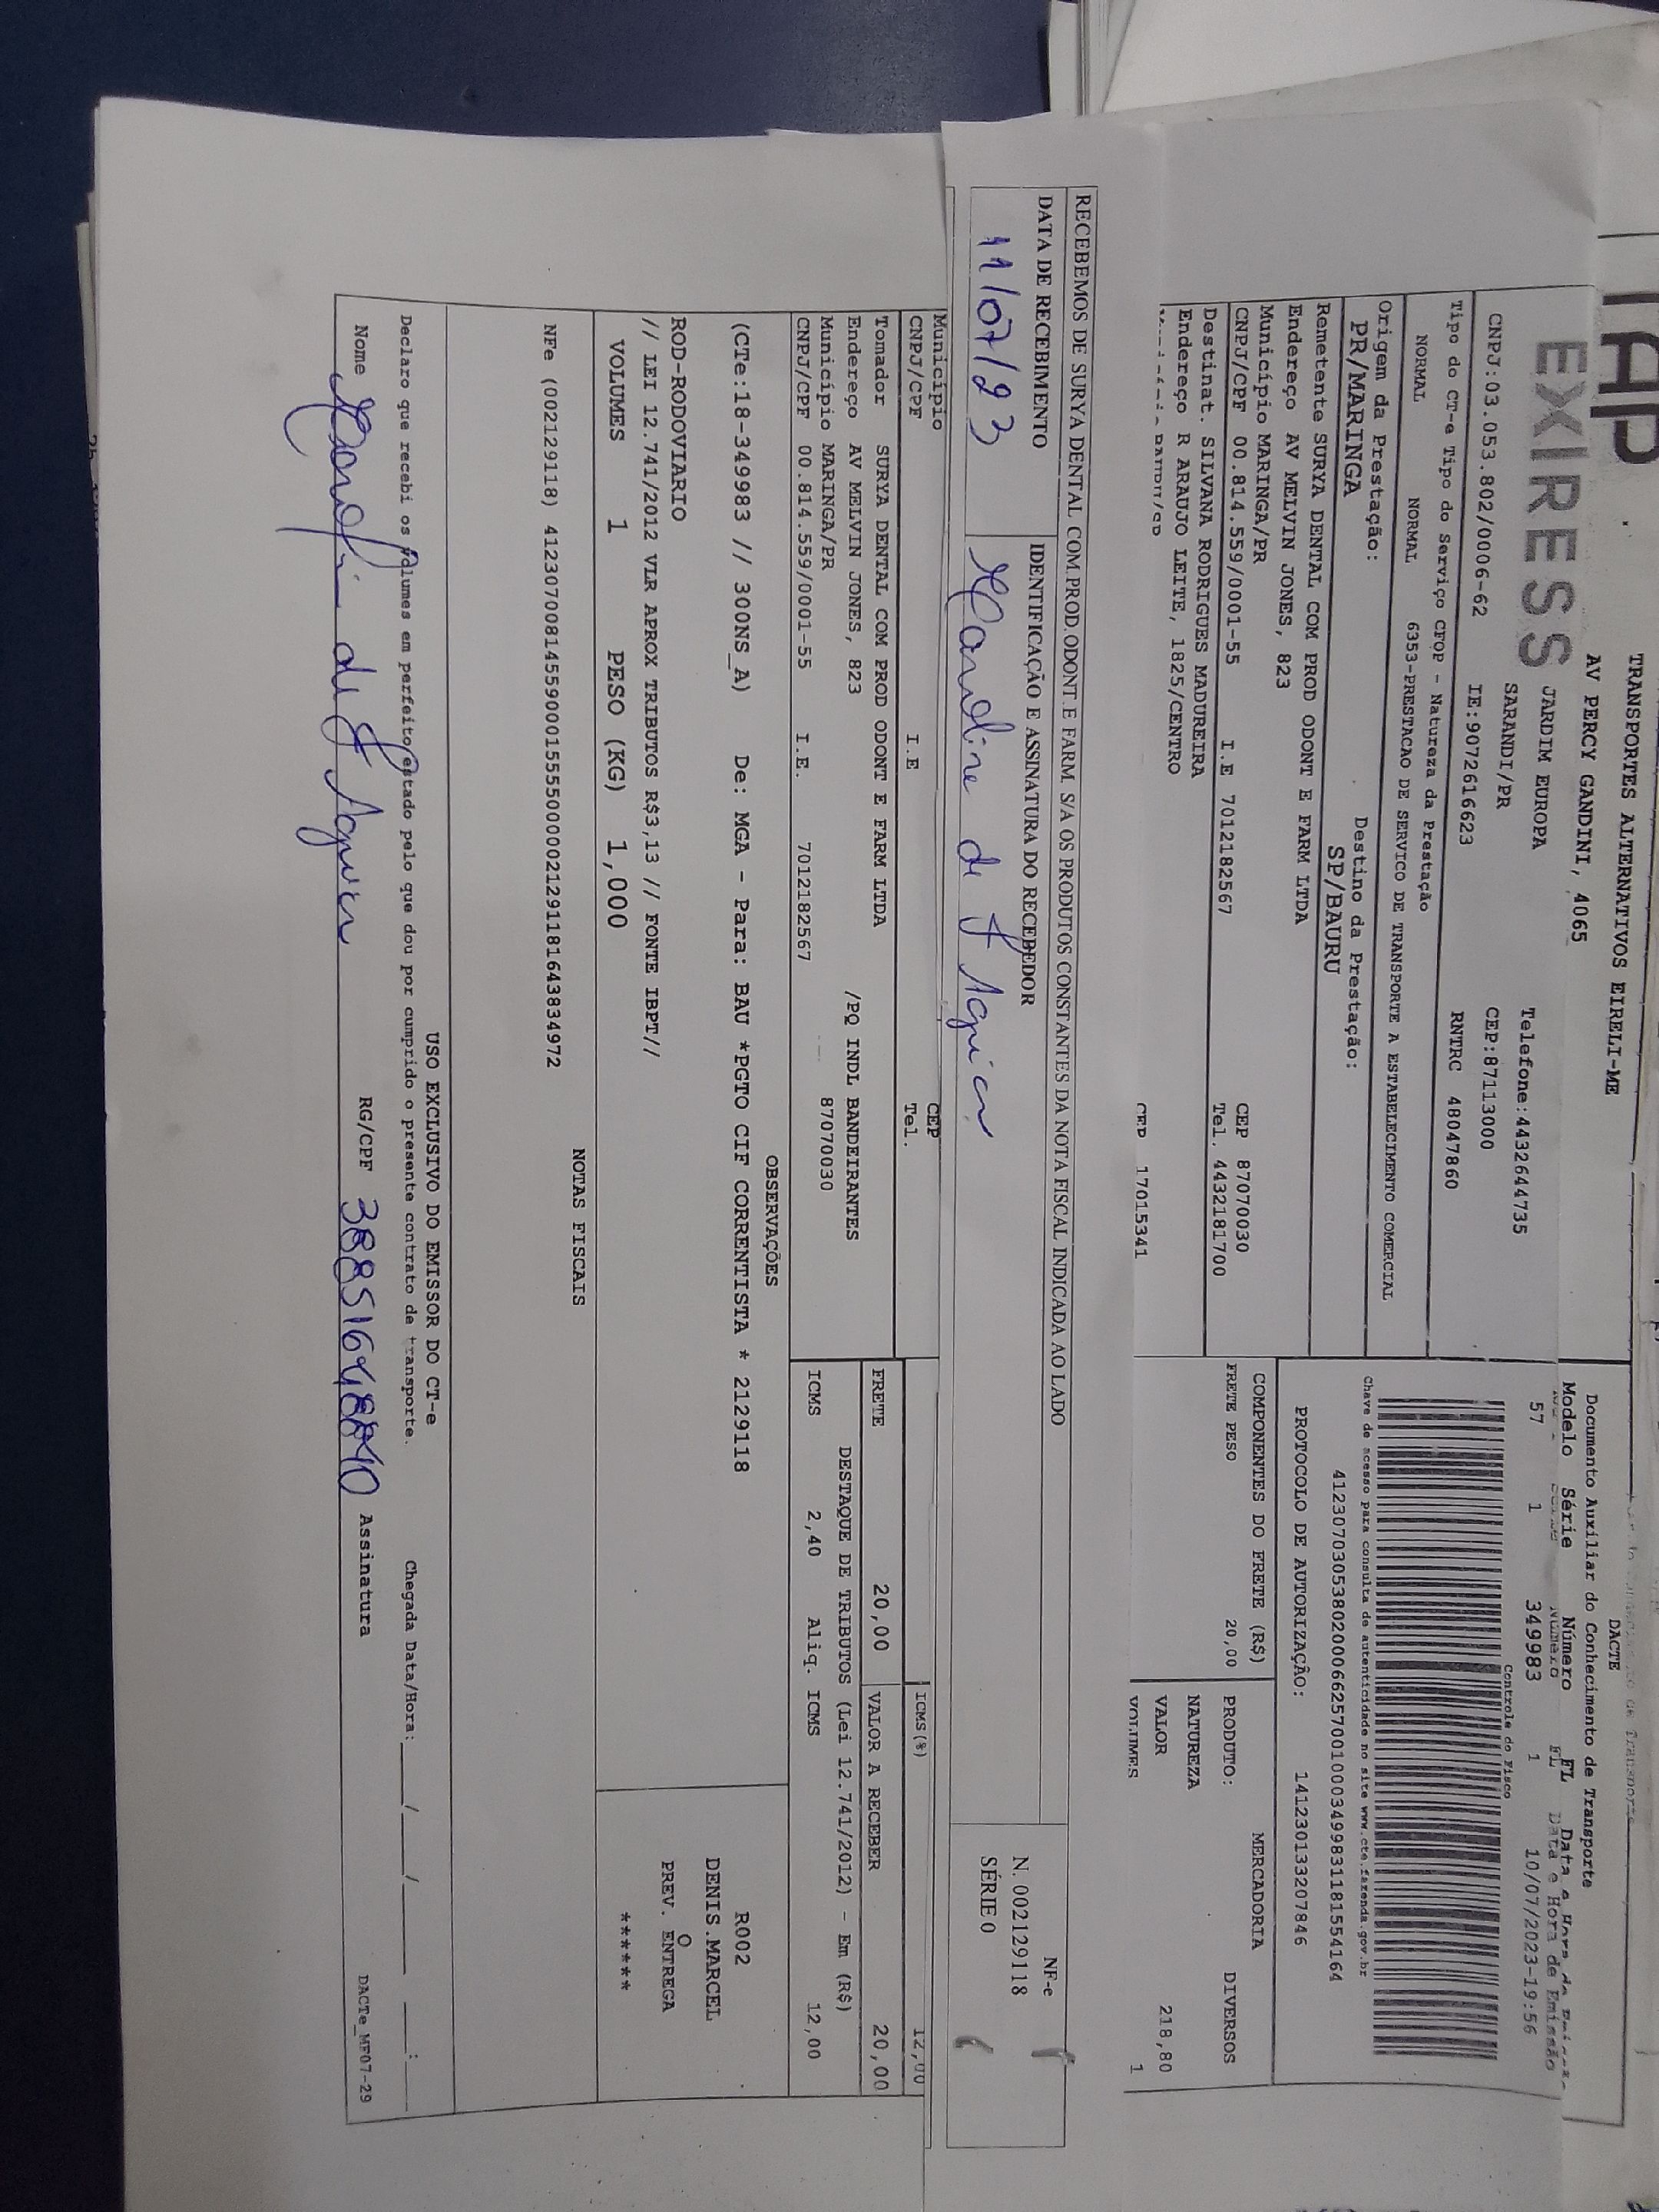 TAP
EXPRESS
TRANSPORTES ALTERNATIVOS EIRELI-ME
AV PERCY GANDINI, 4065
JARDIM EUROPA
SARANDI/PR
Telefone:4432644735
CEP:87113000
CNPJ:03.053.802/0006-62 IE:9072616623 RNTRC 48047860
DACTE
Documento Auxiliar do Conhecimento de Transporte
Modelo Série Número FL Data e Hora de Emissão
57 1 349983 1 10/07/2023-19:56
Controle do Fisco
Tipo do CT-e Tipo do Serviço CFOP - Natureza da Prestação
NORMAL NORMAL 6353-PRESTACAO DE SERVICO DE TRANSPORTE A ESTABELECIMENTO COMERCIAL
Chave de acesso para consulta de autenticidade no site www.cte.fazenda.gov.br
41230703053802000662570010003499831181554164
Origem da Prestação: Destino da Prestação:
PR/MARINGA SP/BAURU
PROTOCOLO DE AUTORIZAÇÃO: 141230133207846
Remetente SURYA DENTAL COM PROD ODONT E FARM LTDA
Endereço AV MELVIN JONES, 823
Município MARINGA/PR CEP 87070030
CNPJ/CPF 00.814.559/0001-55 I.E 7012182567 Tel. 4432181700
COMPONENTES DO FRETE (R$) MERCADORIA
FRETE PESO 20,00 PRODUTO: DIVERSOS
NATUREZA
VALOR 218,80
VOLUMES 1
Destinat. SILVANA RODRIGUES MADUREIRA
Endereço R ARAUJO LEITE, 1825/CENTRO
CEP 17015341
RECEBEMOS DE SURYA DENTAL COM.PROD.ODONT.E FARM. S/A OS PRODUTOS CONSTANTES DA NOTA FISCAL INDICADA AO LADO
DATA DE RECEBIMENTO IDENTIFICAÇÃO E ASSINATURA DO RECEBEDOR
11/07/23
NF-e
N. 002129118
SÉRIE 0
Município CEP
CNPJ/CPF I.E Tel.
ICMS(%) 12,00
Tomador SURYA DENTAL COM PROD ODONT E FARM LTDA
Endereço AV MELVIN JONES, 823 /PQ INDL BANDEIRANTES
Município MARINGA/PR 87070030
CNPJ/CPF 00.814.559/0001-55 I.E. 7012182567
FRETE 20,00 VALOR A RECEBER 20,00
DESTAQUE DE TRIBUTOS (Lei 12.741/2012) - Em (R$)
ICMS 2,40 Aliq. ICMS 12,00
OBSERVAÇÕES
(CTe:18-349983 // 300NS_A) De: MGA - Para: BAU *PGTO CIF CORRENTISTA * 2129118
ROD-RODOVIARIO
// LEI 12.741/2012 VLR APROX TRIBUTOS R$3,13 // FONTE IBPT//
R002
DENIS.MARCEL
O
PREV. ENTREGA
******
VOLUMES 1 PESO (KG) 1,000
NOTAS FISCAIS
NFe (002129118) 41230700814559000155550000021291181643834972
USO EXCLUSIVO DO EMISSOR DO CT-e
Declaro que recebi os volumes em perfeito estado pelo que dou por cumprido o presente contrato de transporte. Chegada Data/Hora:____/____/______ ____:____
Nome RG/CPF Assinatura
DACTe_MF07-29